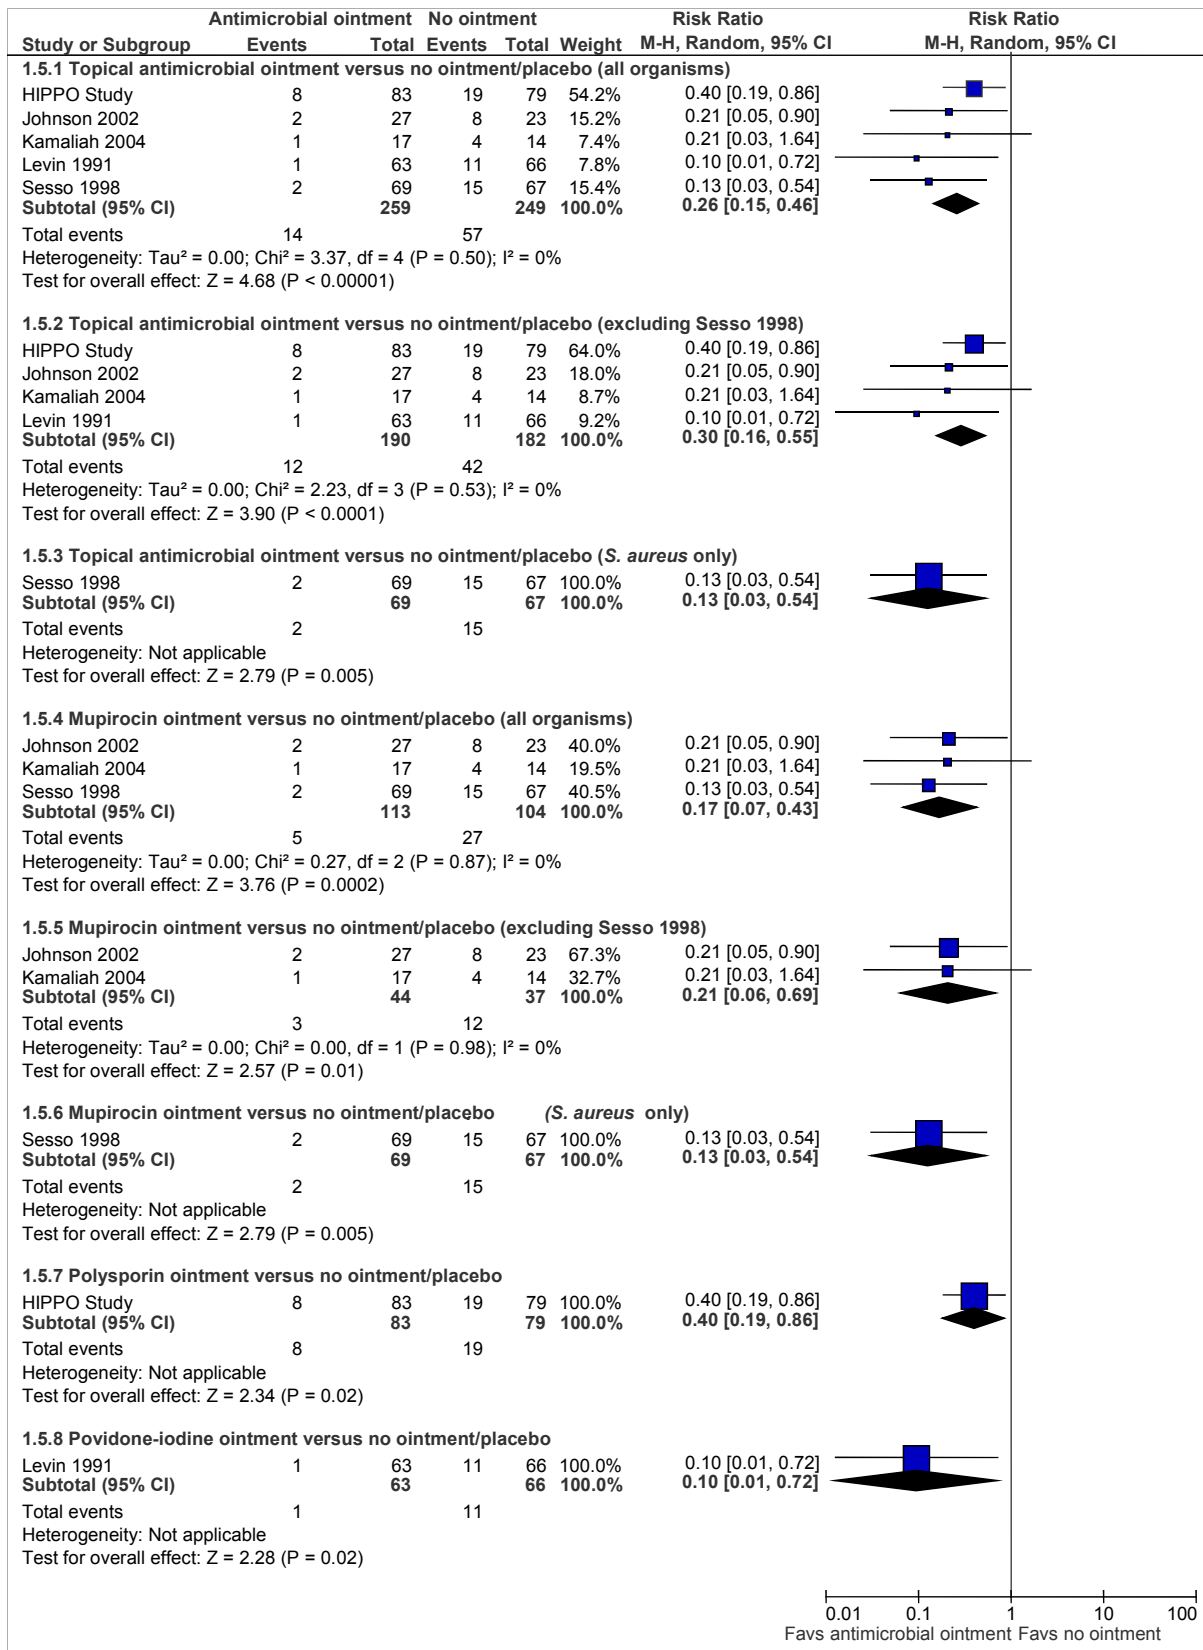 Antimicrobial ointment No ointment Risk Ratio Risk Ratio
Study or Subgroup Events Total Events Total Weight M-H, Random, 95% CI M-H, Random, 95% CI
1.5.1 Topical antimicrobial ointment versus no ointment/placebo (all organisms)
HIPPO Study 8 83 19 79 54.2% 0.40 [0.19, 0.86]
Johnson 2002 2 27 8 23 15.2% 0.21 [0.05, 0.90]
Kamaliah 2004 1 17 4 14 7.4% 0.21 [0.03, 1.64]
Levin 1991 1 63 11 66 7.8% 0.10 [0.01, 0.72]
Sesso 1998 2 69 15 67 15.4% 0.13 [0.03, 0.54]
Subtotal (95% CI) 259 249 100.0% 0.26 [0.15, 0.46]
Total events 14 57
Heterogeneity: Tau² = 0.00; Chi² = 3.37, df = 4 (P = 0.50); I² = 0%
Test for overall effect: Z = 4.68 (P < 0.00001)
1.5.2 Topical antimicrobial ointment versus no ointment/placebo (excluding Sesso 1998)
HIPPO Study 8 83 19 79 64.0% 0.40 [0.19, 0.86]
Johnson 2002 2 27 8 23 18.0% 0.21 [0.05, 0.90]
Kamaliah 2004 1 17 4 14 8.7% 0.21 [0.03, 1.64]
Levin 1991 1 63 11 66 9.2% 0.10 [0.01, 0.72]
Subtotal (95% CI) 190 182 100.0% 0.30 [0.16, 0.55]
Total events 12 42
Heterogeneity: Tau² = 0.00; Chi² = 2.23, df = 3 (P = 0.53); I² = 0%
Test for overall effect: Z = 3.90 (P < 0.0001)
1.5.3 Topical antimicrobial ointment versus no ointment/placebo (S. aureus only)
Sesso 1998 2 69 15 67 100.0% 0.13 [0.03, 0.54]
Subtotal (95% CI) 69 67 100.0% 0.13 [0.03, 0.54]
Total events 2 15
Heterogeneity: Not applicable
Test for overall effect: Z = 2.79 (P = 0.005)
1.5.4 Mupirocin ointment versus no ointment/placebo (all organisms)
Johnson 2002 2 27 8 23 40.0% 0.21 [0.05, 0.90]
Kamaliah 2004 1 17 4 14 19.5% 0.21 [0.03, 1.64]
Sesso 1998 2 69 15 67 40.5% 0.13 [0.03, 0.54]
Subtotal (95% CI) 113 104 100.0% 0.17 [0.07, 0.43]
Total events 5 27
Heterogeneity: Tau² = 0.00; Chi² = 0.27, df = 2 (P = 0.87); I² = 0%
Test for overall effect: Z = 3.76 (P = 0.0002)
1.5.5 Mupirocin ointment versus no ointment/placebo (excluding Sesso 1998)
Johnson 2002 2 27 8 23 67.3% 0.21 [0.05, 0.90]
Kamaliah 2004 1 17 4 14 32.7% 0.21 [0.03, 1.64]
Subtotal (95% CI) 44 37 100.0% 0.21 [0.06, 0.69]
Total events 3 12
Heterogeneity: Tau² = 0.00; Chi² = 0.00, df = 1 (P = 0.98); I² = 0%
Test for overall effect: Z = 2.57 (P = 0.01)
1.5.6 Mupirocin ointment versus no ointment/placebo (S. aureus only)
Sesso 1998 2 69 15 67 100.0% 0.13 [0.03, 0.54]
Subtotal (95% CI) 69 67 100.0% 0.13 [0.03, 0.54]
Total events 2 15
Heterogeneity: Not applicable
Test for overall effect: Z = 2.79 (P = 0.005)
1.5.7 Polysporin ointment versus no ointment/placebo
HIPPO Study 8 83 19 79 100.0% 0.40 [0.19, 0.86]
Subtotal (95% CI) 83 79 100.0% 0.40 [0.19, 0.86]
Total events 8 19
Heterogeneity: Not applicable
Test for overall effect: Z = 2.34 (P = 0.02)
1.5.8 Povidone-iodine ointment versus no ointment/placebo
Levin 1991 1 63 11 66 100.0% 0.10 [0.01, 0.72]
Subtotal (95% CI) 63 66 100.0% 0.10 [0.01, 0.72]
Total events 1 11
Heterogeneity: Not applicable
Test for overall effect: Z = 2.28 (P = 0.02)
0.01 0.1 1 10 100
Favs antimicrobial ointment Favs no ointment